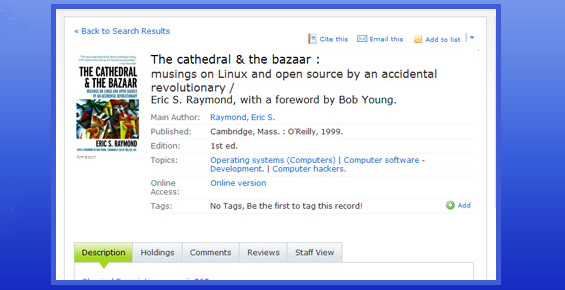 « Back to Search Results
Cite this
Email this
Add to list
THE CATHEDRAL
& THE BAZAAR
MUSINGS ON LINUX AND OPEN SOURCE
BY AN ACCIDENTAL REVOLUTIONARY
ERIC S. RAYMOND
Amazon
The cathedral & the bazaar :
musings on Linux and open source by an accidental
revolutionary /
Eric S. Raymond, with a foreword by Bob Young.
Main Author: Raymond, Eric S.
Published: Cambridge, Mass. : O'Reilly, 1999.
Edition: 1st ed.
Topics: Operating systems (Computers) | Computer software -
Development. | Computer hackers.
Online Access: Online version
Tags: No Tags, Be the first to tag this record!
Add
Description Holdings Comments Reviews Staff View